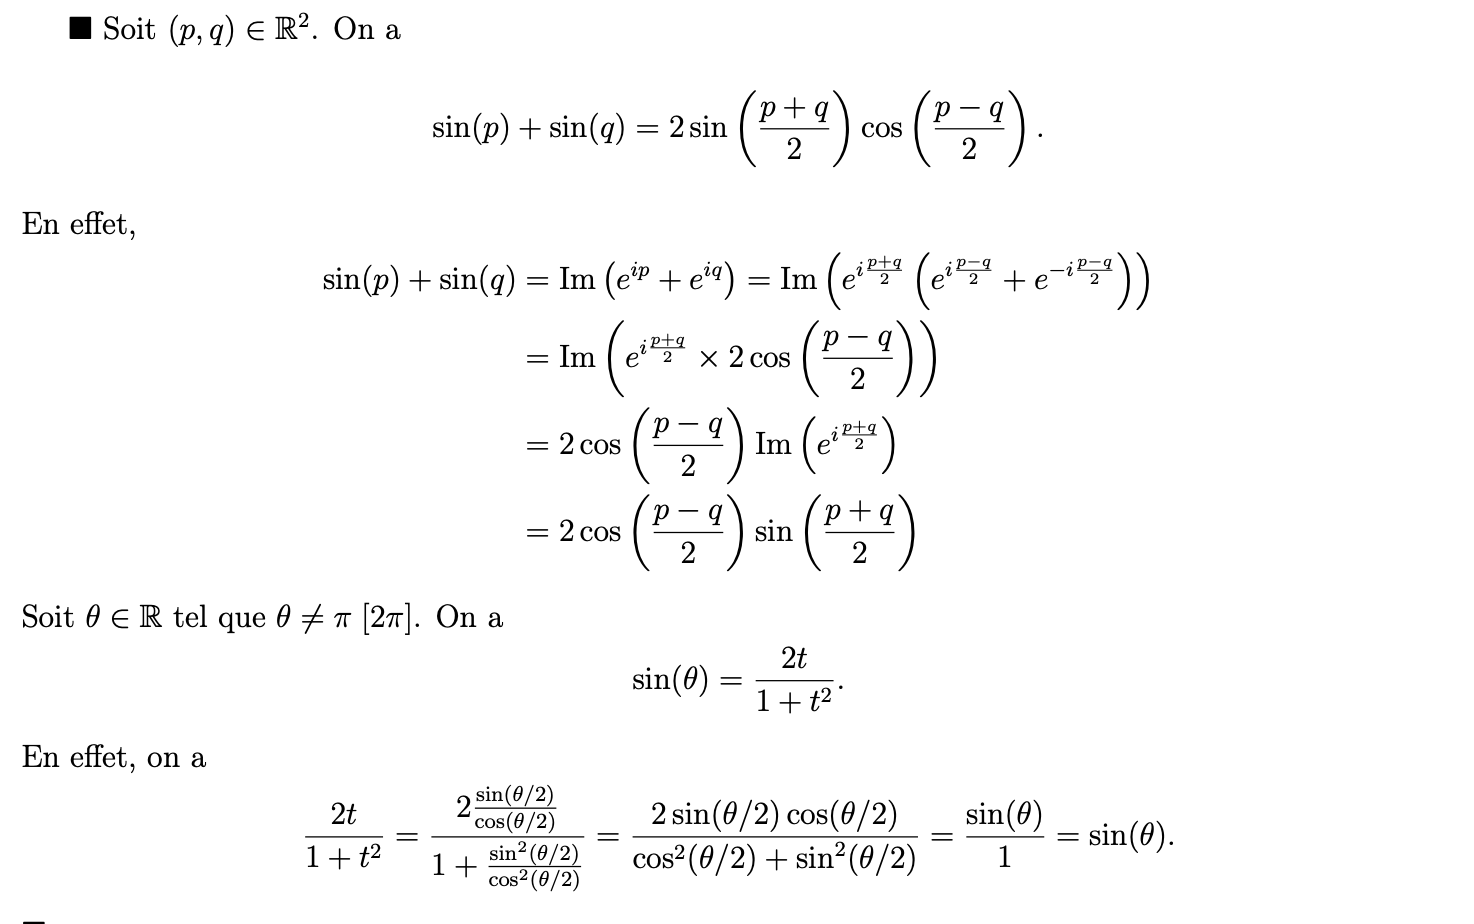 ■ Soit (p, q) ∈ ℝ². On a
sin(p) + sin(q) = 2 sin((p + q)/2) cos((p − q)/2).
En effet,
sin(p) + sin(q) = Im (e^{ip} + e^{iq}) = Im (e^{i(p+q)/2} (e^{i(p−q)/2} + e^{−i(p−q)/2}))
= Im (e^{i(p+q)/2} × 2 cos((p − q)/2))
= 2 cos((p − q)/2) Im (e^{i(p+q)/2})
= 2 cos((p − q)/2) sin((p + q)/2)
Soit θ ∈ ℝ tel que θ ≠ π [2π]. On a
sin(θ) = 2t/(1 + t²).
En effet, on a
2t/(1 + t²) = (2 sin(θ/2)/cos(θ/2))/(1 + sin²(θ/2)/cos²(θ/2)) = (2 sin(θ/2) cos(θ/2))/(cos²(θ/2) + sin²(θ/2)) = sin(θ)/1 = sin(θ).